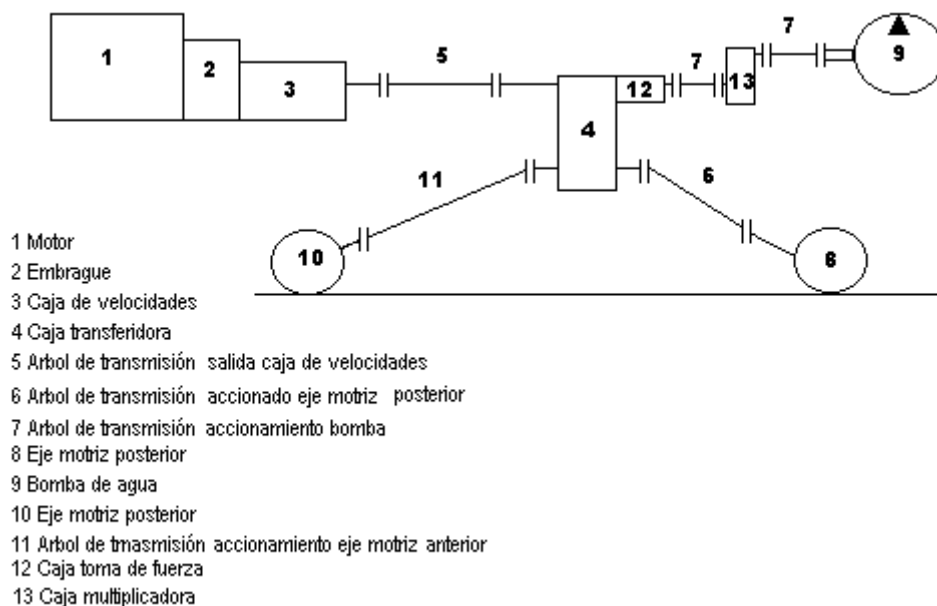 1
2
3
5
4
12
7
13
7
9
11
6
10
8
1 Motor
2 Embrague
3 Caja de velocidades
4 Caja transferidora
5 Arbol de transmisión salida caja de velocidades
6 Arbol de transmisión accionado eje motriz posterior
7 Arbol de transmisión accionamiento bomba
8 Eje motriz posterior
9 Bomba de agua
10 Eje motriz posterior
11 Arbol de tmasmisión accionamiento eje motriz anterior
12 Caja toma de fuerza
13 Caja multiplicadora